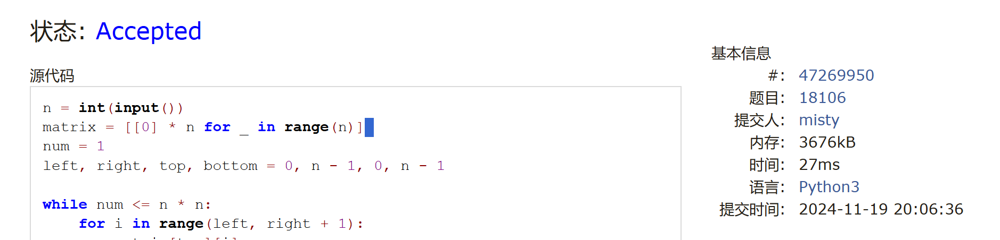 状态: Accepted
源代码
n = int(input())
matrix = [[0] * n for _ in range(n)]
num = 1
left, right, top, bottom = 0, n - 1, 0, n - 1
while num <= n * n:
    for i in range(left, right + 1):
基本信息
#: 47269950
题目: 18106
提交人: misty
内存: 3676kB
时间: 27ms
语言: Python3
提交时间: 2024-11-19 20:06:36